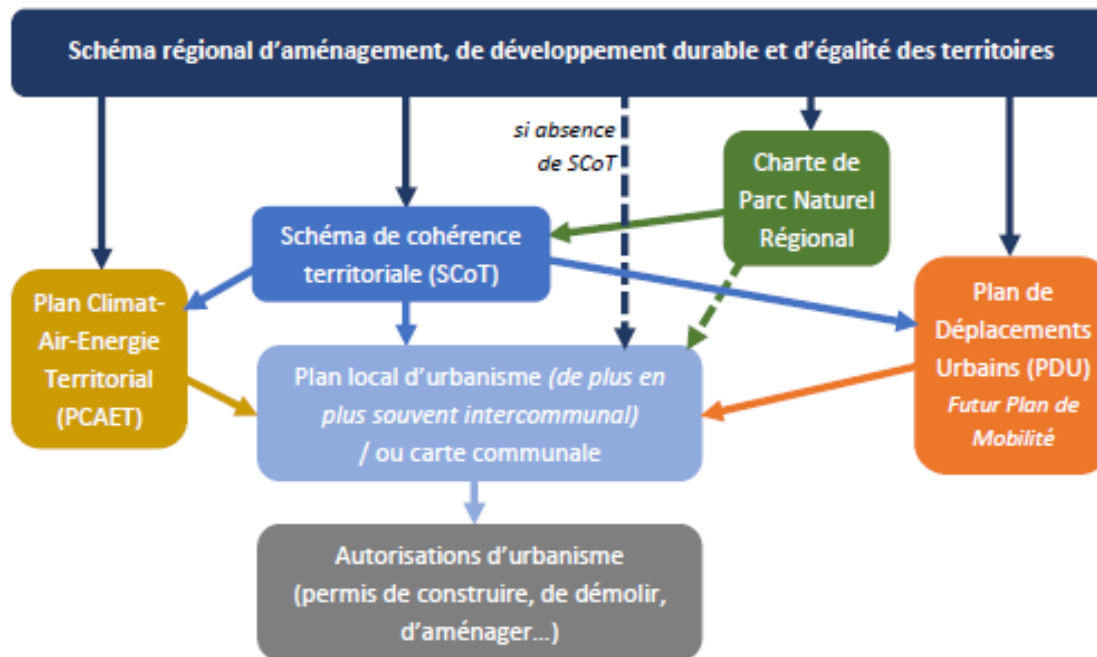 Schéma régional d'aménagement, de développement durable et d'égalité des territoires
si absence
de SCoT
Charte de
Parc Naturel
Régional
Schéma de cohérence
territoriale (SCoT)
Plan Climat-
Air-Energie
Territorial
(PCAET)
Plan de
Déplacements
Urbains (PDU)
Futur Plan de
Mobilité
Plan local d'urbanisme (de plus en
plus souvent intercommunal)
/ ou carte communale
Autorisations d'urbanisme
(permis de construire, de démolir,
d'aménager...)